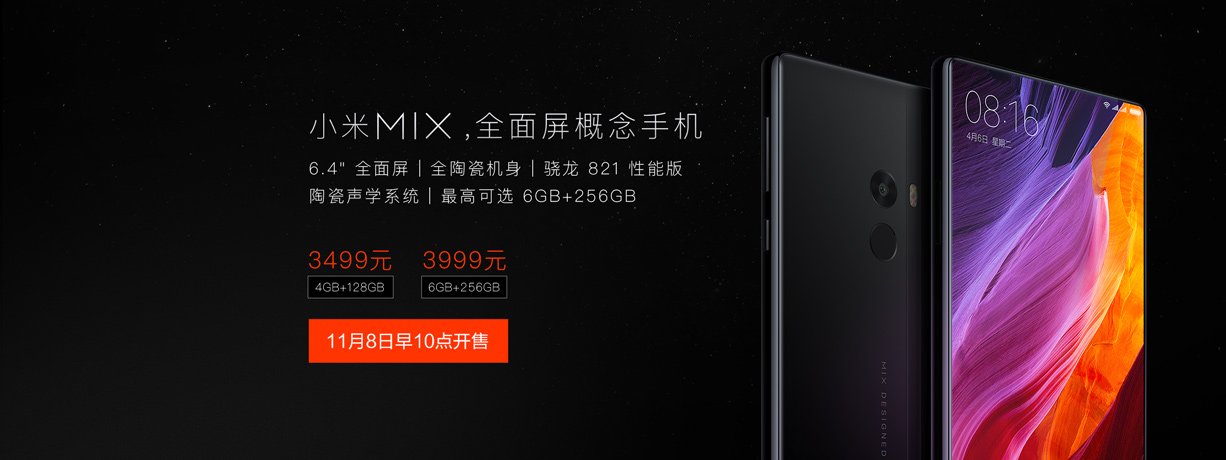 小米MIX ,全面屏概念手机
6.4" 全面屏 | 全陶瓷机身 | 骁龙 821 性能版
陶瓷声学系统 | 最高可选 6GB+256GB
3499元 3999元
4GB+128GB 6GB+256GB
11月8日早10点开售
MIX DESIGNED
08:16
4月6日 星期二